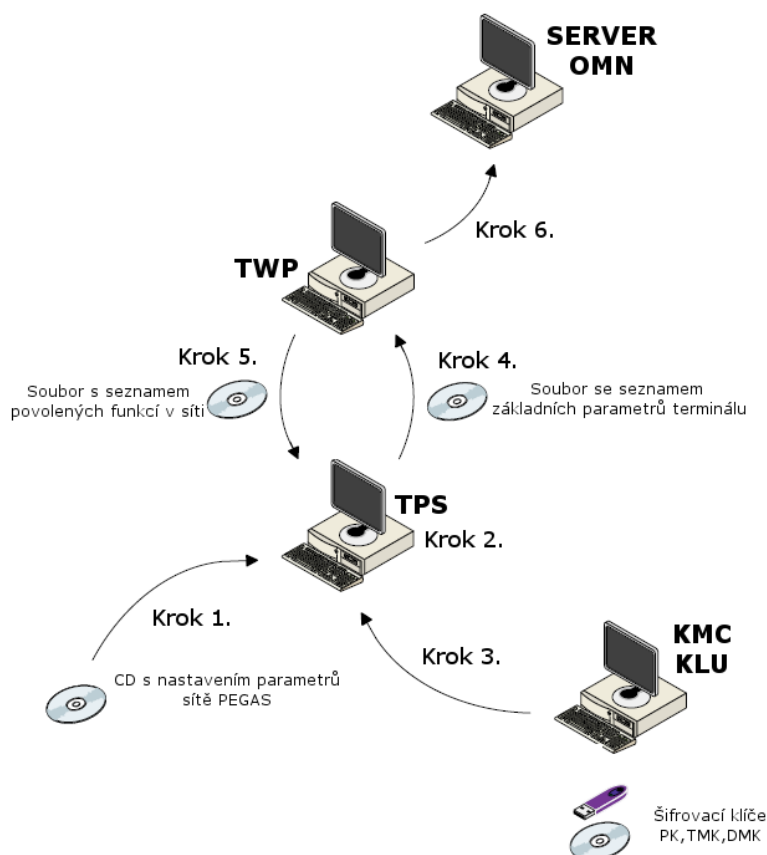 SERVER
OMN
Krok 6.
TWP
Krok 5.
Soubor s seznamem
povolených funkcí v síti
Krok 4.
Soubor se seznamem
základních parametrů terminálu
TPS
Krok 2.
Krok 1.
CD s nastavením parametrů
sítě PEGAS
Krok 3.
KMC
KLU
Šifrovací klíče
PK,TMK,DMK